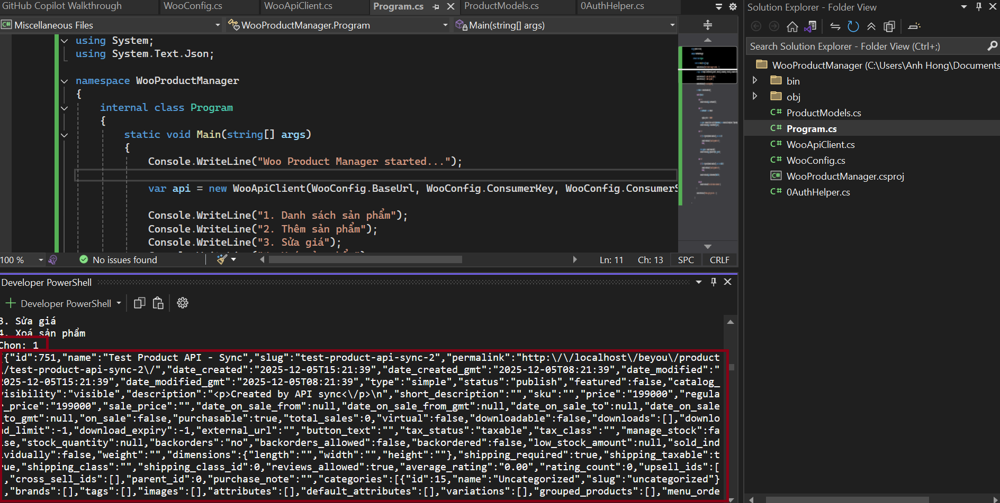 GitHub Copilot Walkthrough
WooConfig.cs
WooApiClient.cs
Program.cs
ProductModels.cs
0AuthHelper.cs
C# Miscellaneous Files
WooProductManager.Program
Main(string[] args)
using System;
using System.Text.Json;
namespace WooProductManager
{
internal class Program
{
static void Main(string[] args)
{
Console.WriteLine("Woo Product Manager started...");
var api = new WooApiClient(WooConfig.BaseUrl, WooConfig.ConsumerKey, WooConfig.ConsumerS
Console.WriteLine("1. Danh sách sản phẩm");
Console.WriteLine("2. Thêm sản phẩm");
Console.WriteLine("3. Sửa giá");
100 %
No issues found
Ln: 11
Ch: 13
SPC
CRLF
Developer PowerShell
Developer PowerShell
3. Sửa giá
4. Xoá sản phẩm
Chon: 1
[{"id":751,"name":"Test Product API - Sync","slug":"test-product-api-sync-2","permalink":"http:\/\/localhost\/beyou\/product
\/test-product-api-sync-2\/","date_created":"2025-12-05T15:21:39","date_created_gmt":"2025-12-05T08:21:39","date_modified":"
2025-12-05T15:21:39","date_modified_gmt":"2025-12-05T08:21:39","type":"simple","status":"publish","featured":false,"catalog_
visibility":"visible","description":"<p>Created by API sync<\/p>\n","short_description":"","sku":"","price":"199000","regula
r_price":"199000","sale_price":"","date_on_sale_from":null,"date_on_sale_from_gmt":null,"date_on_sale_to":null,"date_on_sale
_to_gmt":null,"on_sale":false,"purchasable":true,"total_sales":0,"virtual":false,"downloadable":false,"downloads":[],"downlo
ad_limit":-1,"download_expiry":-1,"external_url":"","button_text":"","tax_status":"taxable","tax_class":"","manage_stock":fa
lse,"stock_quantity":null,"backorders":"no","backorders_allowed":false,"backordered":false,"low_stock_amount":null,"sold_ind
ividually":false,"weight":"","dimensions":{"length":"","width":"","height":""},"shipping_required":true,"shipping_taxable":t
rue,"shipping_class":"","shipping_class_id":0,"reviews_allowed":true,"average_rating":"0.00","rating_count":0,"upsell_ids":[
],"cross_sell_ids":[],"parent_id":0,"purchase_note":"","categories":[{"id":15,"name":"Uncategorized","slug":"uncategorized"}
],"brands":[],"tags":[],"images":[],"attributes":[],"default_attributes":[],"variations":[],"grouped_products":[],"menu_orde
Solution Explorer - Folder View
Search Solution Explorer - Folder View (Ctrl+;)
WooProductManager (C:\Users\Anh Hong\Documents
bin
obj
C# ProductModels.cs
C# Program.cs
C# WooApiClient.cs
C# WooConfig.cs
C# WooProductManager.csproj
C# 0AuthHelper.cs